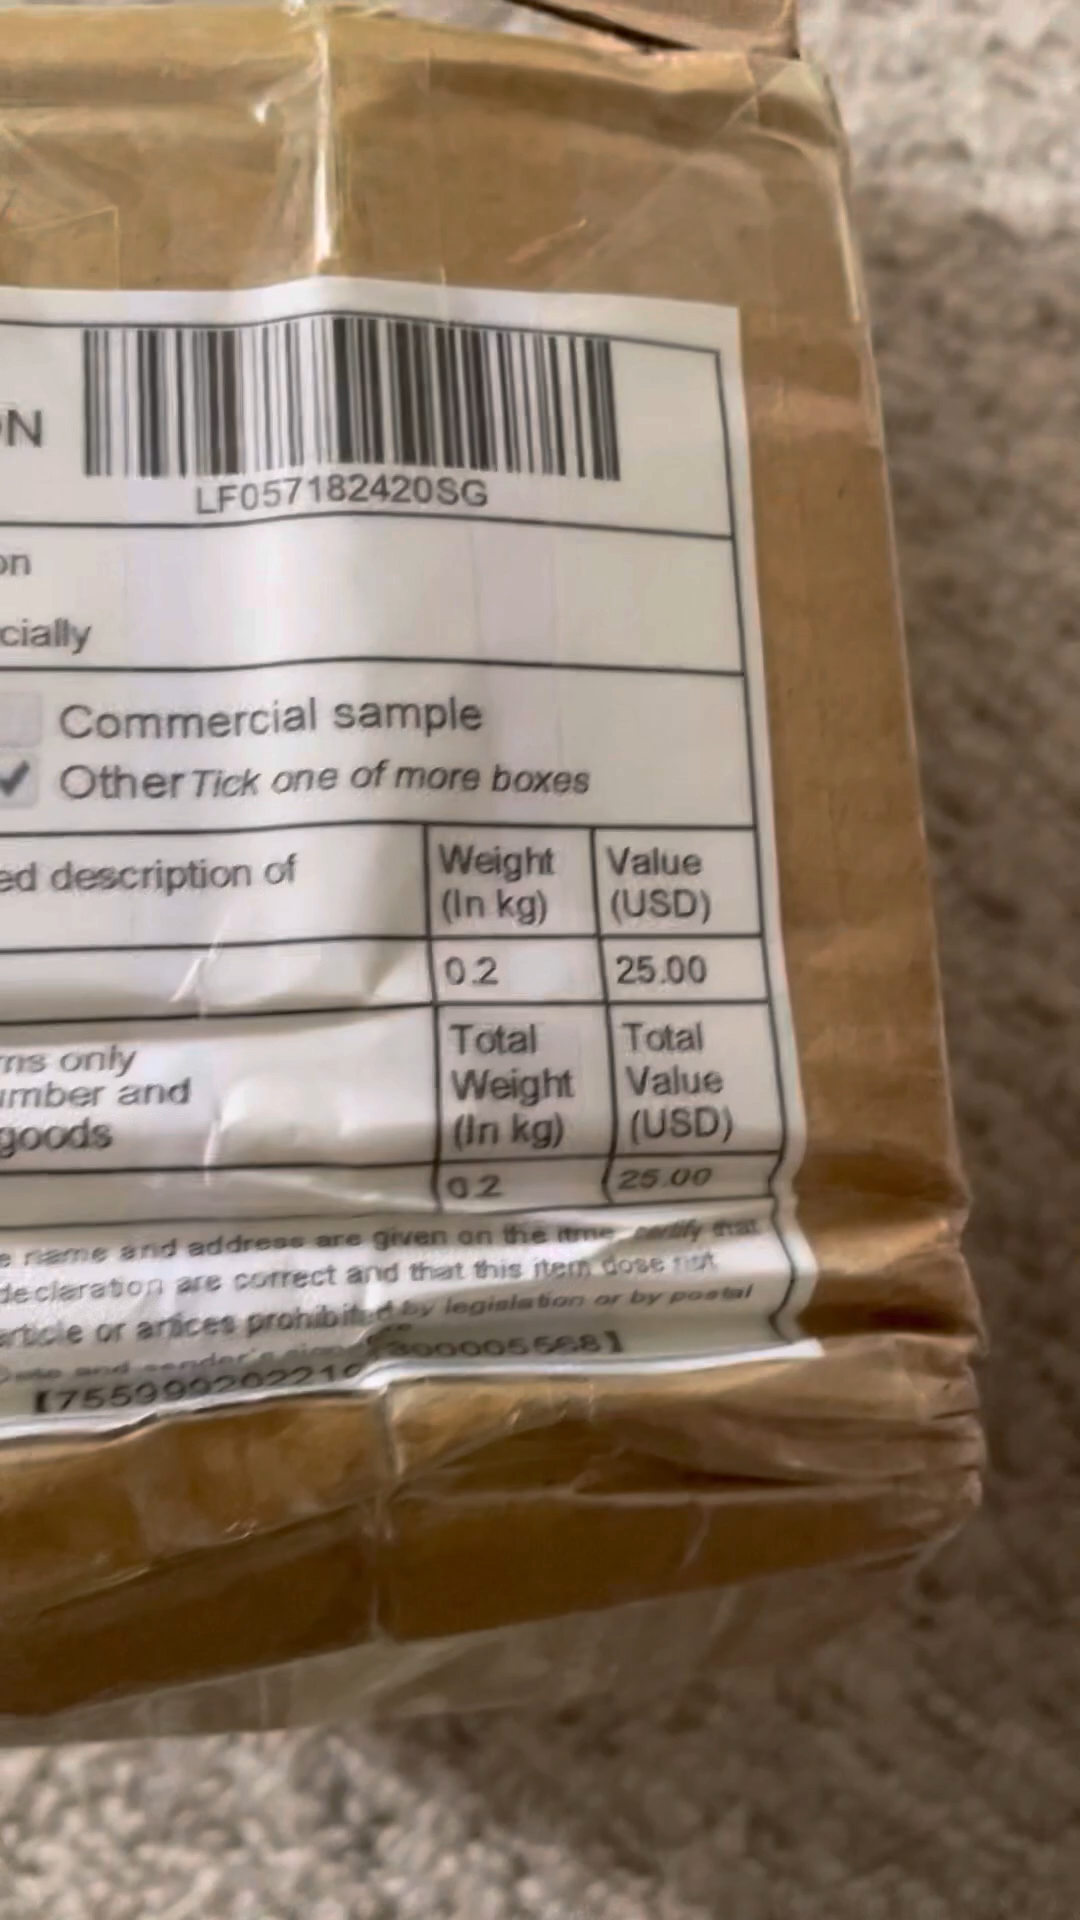 N
LF057182420SG
on
cially
Commercial sample
✓ Other Tick one of more boxes
ed description of
Weight (In kg)
Value (USD)
0.2
25.00
ms only
umber and
goods
Total Weight (In kg)
Total Value (USD)
0.2
25.00
e name and address are given on the itme, certify that
declaration are correct and that this item dose not
article or artices prohibited by legislation or by postal
300005568】